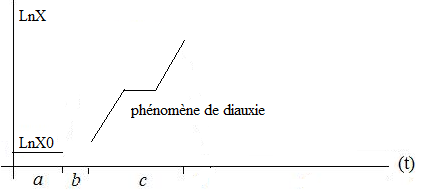 LnX
phénomène de diauxie
LnX0
(t)
a b c